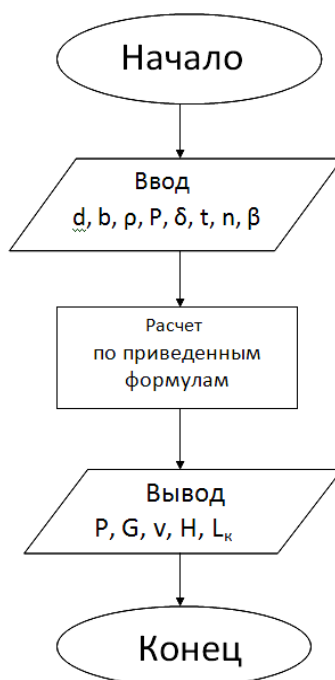 Начало
Ввод
d, b, ρ, P, δ, t, n, β
Расчет
по приведенным
формулам
Вывод
P, G, v, H, Lк
Конец